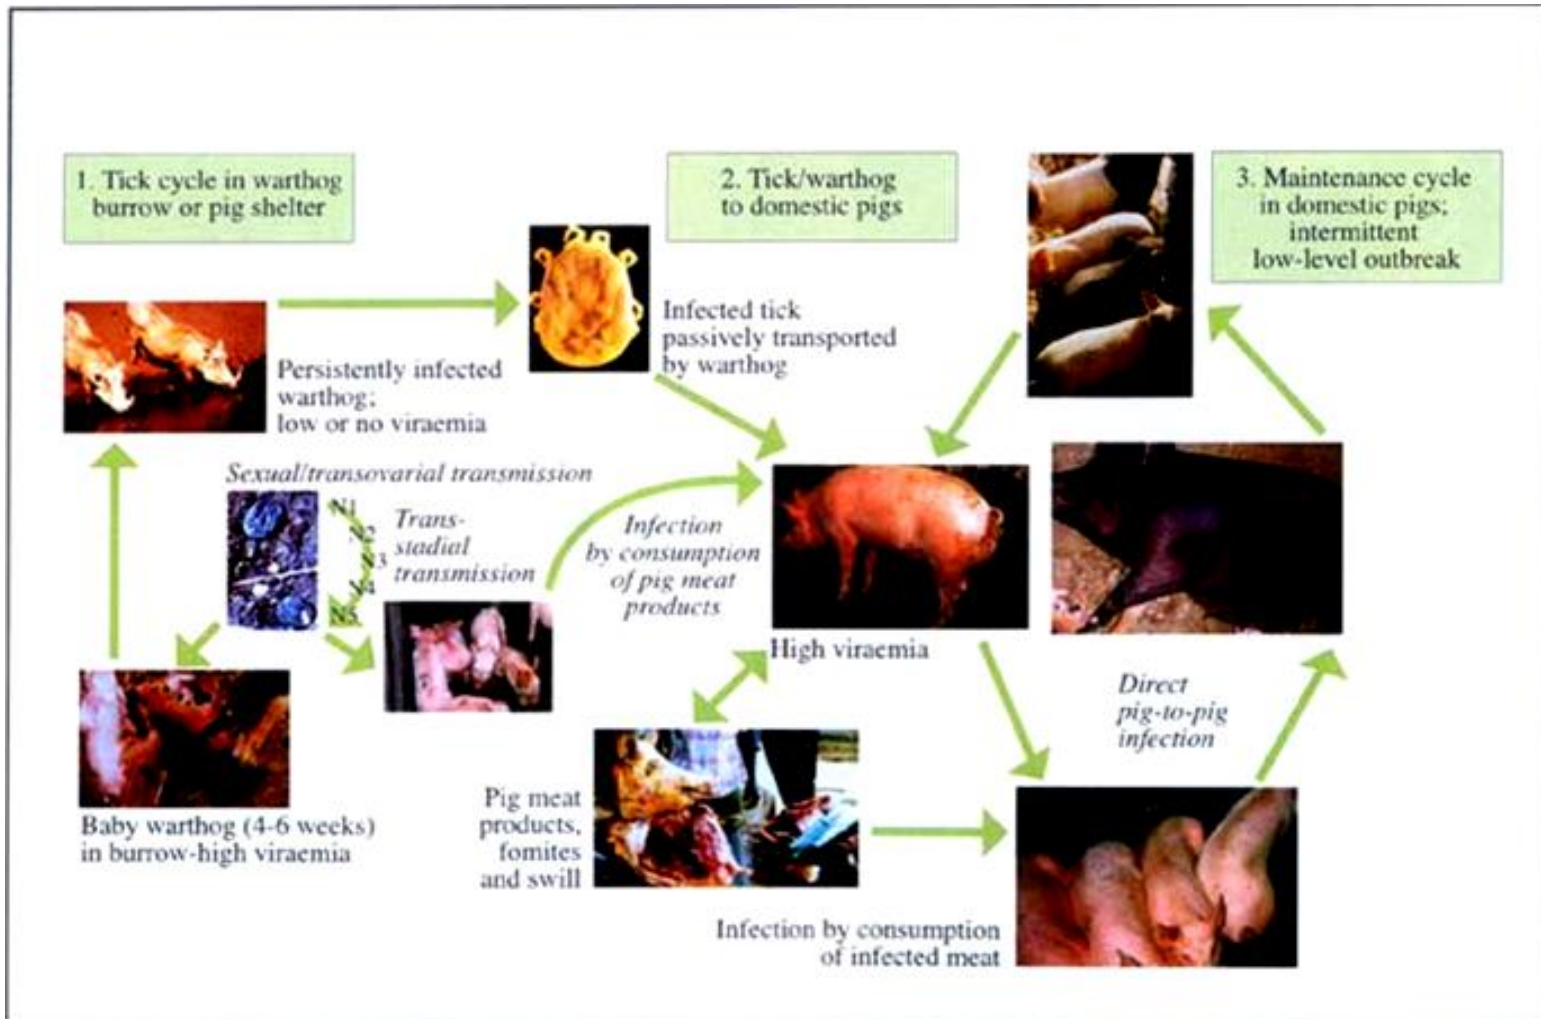 1. Tick cycle in warthog
burrow or pig shelter
2. Tick/warthog
to domestic pigs
3. Maintenance cycle
in domestic pigs;
intermittent
low-level outbreak
Persistently infected
warthog;
low or no viraemia
Infected tick
passively transported
by warthog
Sexual/transovarial transmission
Trans-
stadial
transmission
Infection
by consumption
of pig meat
products
High viraemia
Direct
pig-to-pig
infection
Baby warthog (4-6 weeks)
in burrow-high viraemia
Pig meat
products,
fomites
and swill
Infection by consumption
of infected meat